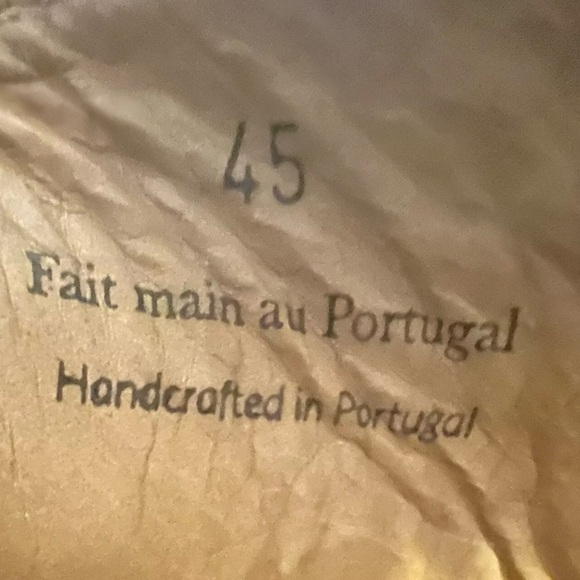 45
Fait main au Portugal
Handcrafted in Portugal